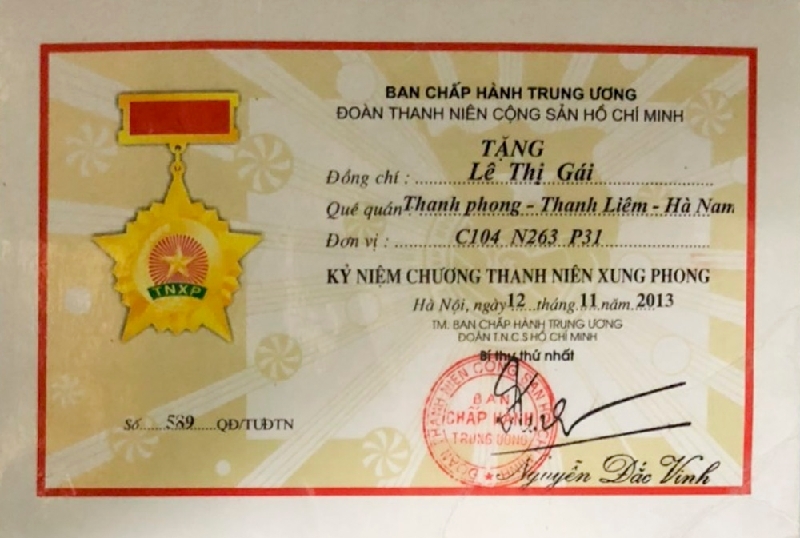 BAN CHẤP HÀNH TRUNG ƯƠNG
ĐOÀN THANH NIÊN CỘNG SẢN HỒ CHÍ MINH
TẶNG
Đồng chí : Lê Thị Gái
Quê quán Thanh phong - Thanh Liêm - Hà Nam
Đơn vị : C104 N263 P31
KỶ NIỆM CHƯƠNG THANH NIÊN XUNG PHONG
Hà Nội, ngày 12 tháng 11 năm 2013
TM. BAN CHẤP HÀNH TRUNG ƯƠNG
ĐOÀN T.N.C.S HỒ CHÍ MINH
Bí thư thứ nhất
BAN
CHẤP HÀNH
TRUNG ƯƠNG
Nguyễn Đắc Vinh
TNXP
Số 589 QĐ/TUĐTN